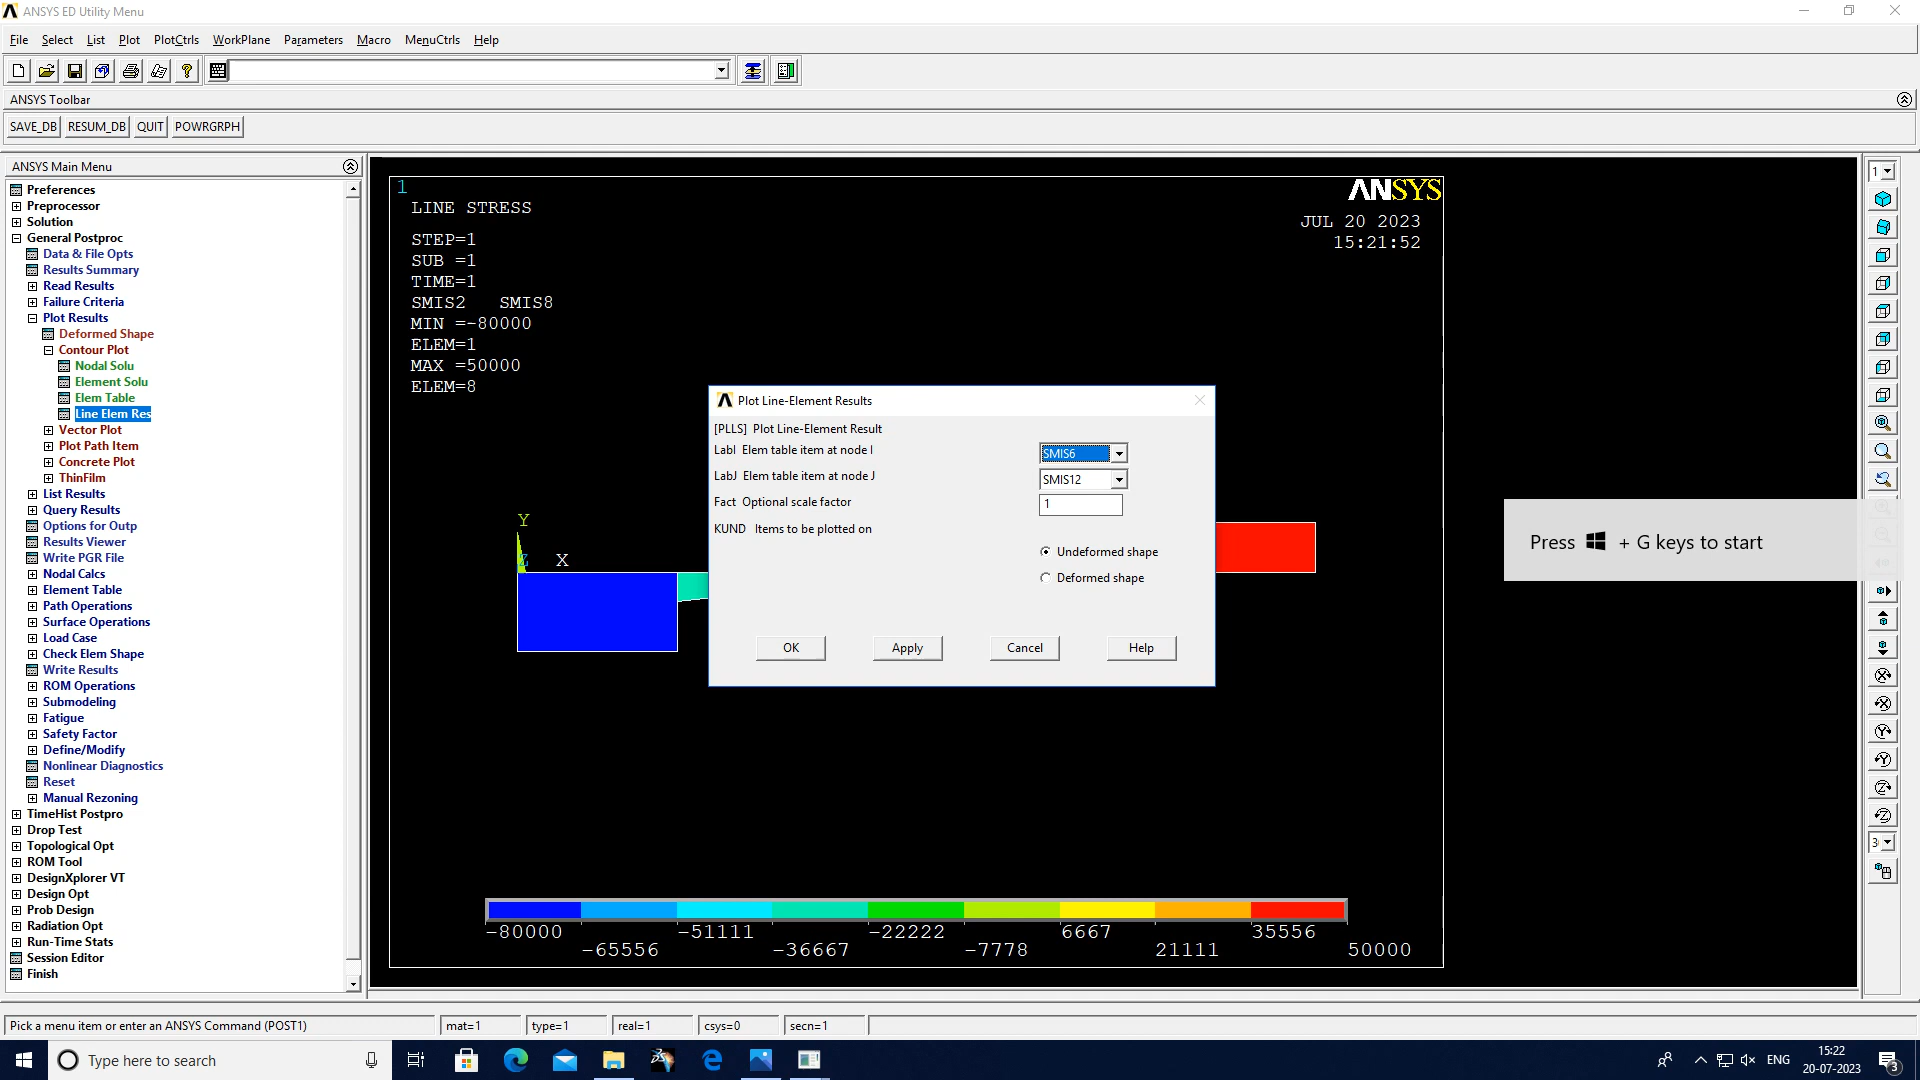 ANSYS ED Utility Menu
File Select List Plot PlotCtrls WorkPlane Parameters Macro MenuCtrls Help
ANSYS Toolbar
SAVE_DB RESUM_DB QUIT POWRGRPH
ANSYS Main Menu
Preferences
Preprocessor
Solution
General Postproc
Data & File Opts
Results Summary
Read Results
Failure Criteria
Plot Results
Deformed Shape
Contour Plot
Nodal Solu
Element Solu
Elem Table
Line Elem Res
Vector Plot
Plot Path Item
Concrete Plot
ThinFilm
List Results
Query Results
Options for Outp
Results Viewer
Write PGR File
Nodal Calcs
Element Table
Path Operations
Surface Operations
Load Case
Check Elem Shape
Write Results
ROM Operations
Submodeling
Fatigue
Safety Factor
Define/Modify
Nonlinear Diagnostics
Reset
Manual Rezoning
TimeHist Postpro
Drop Test
Topological Opt
ROM Tool
DesignXplorer VT
Design Opt
Prob Design
Radiation Opt
Run-Time Stats
Session Editor
Finish
1
LINE STRESS
STEP=1
SUB =1
TIME=1
SMIS2 SMIS8
MIN =-80000
ELEM=1
MAX =50000
ELEM=8
ANSYS
JUL 20 2023
15:21:52
Y
Z X
Plot Line-Element Results
[PLLS] Plot Line-Element Result
LabI Elem table item at node I
SMIS6
LabJ Elem table item at node J
SMIS12
Fact Optional scale factor
1
KUND Items to be plotted on
Undeformed shape
Deformed shape
OK Apply Cancel Help
Press + G keys to start
-80000 -51111 -22222 6667 35556
-65556 -36667 -7778 21111 50000
1
3
Pick a menu item or enter an ANSYS Command (POST1)
mat=1 type=1 real=1 csys=0 secn=1
Type here to search
ENG
15:22
20-07-2023
3